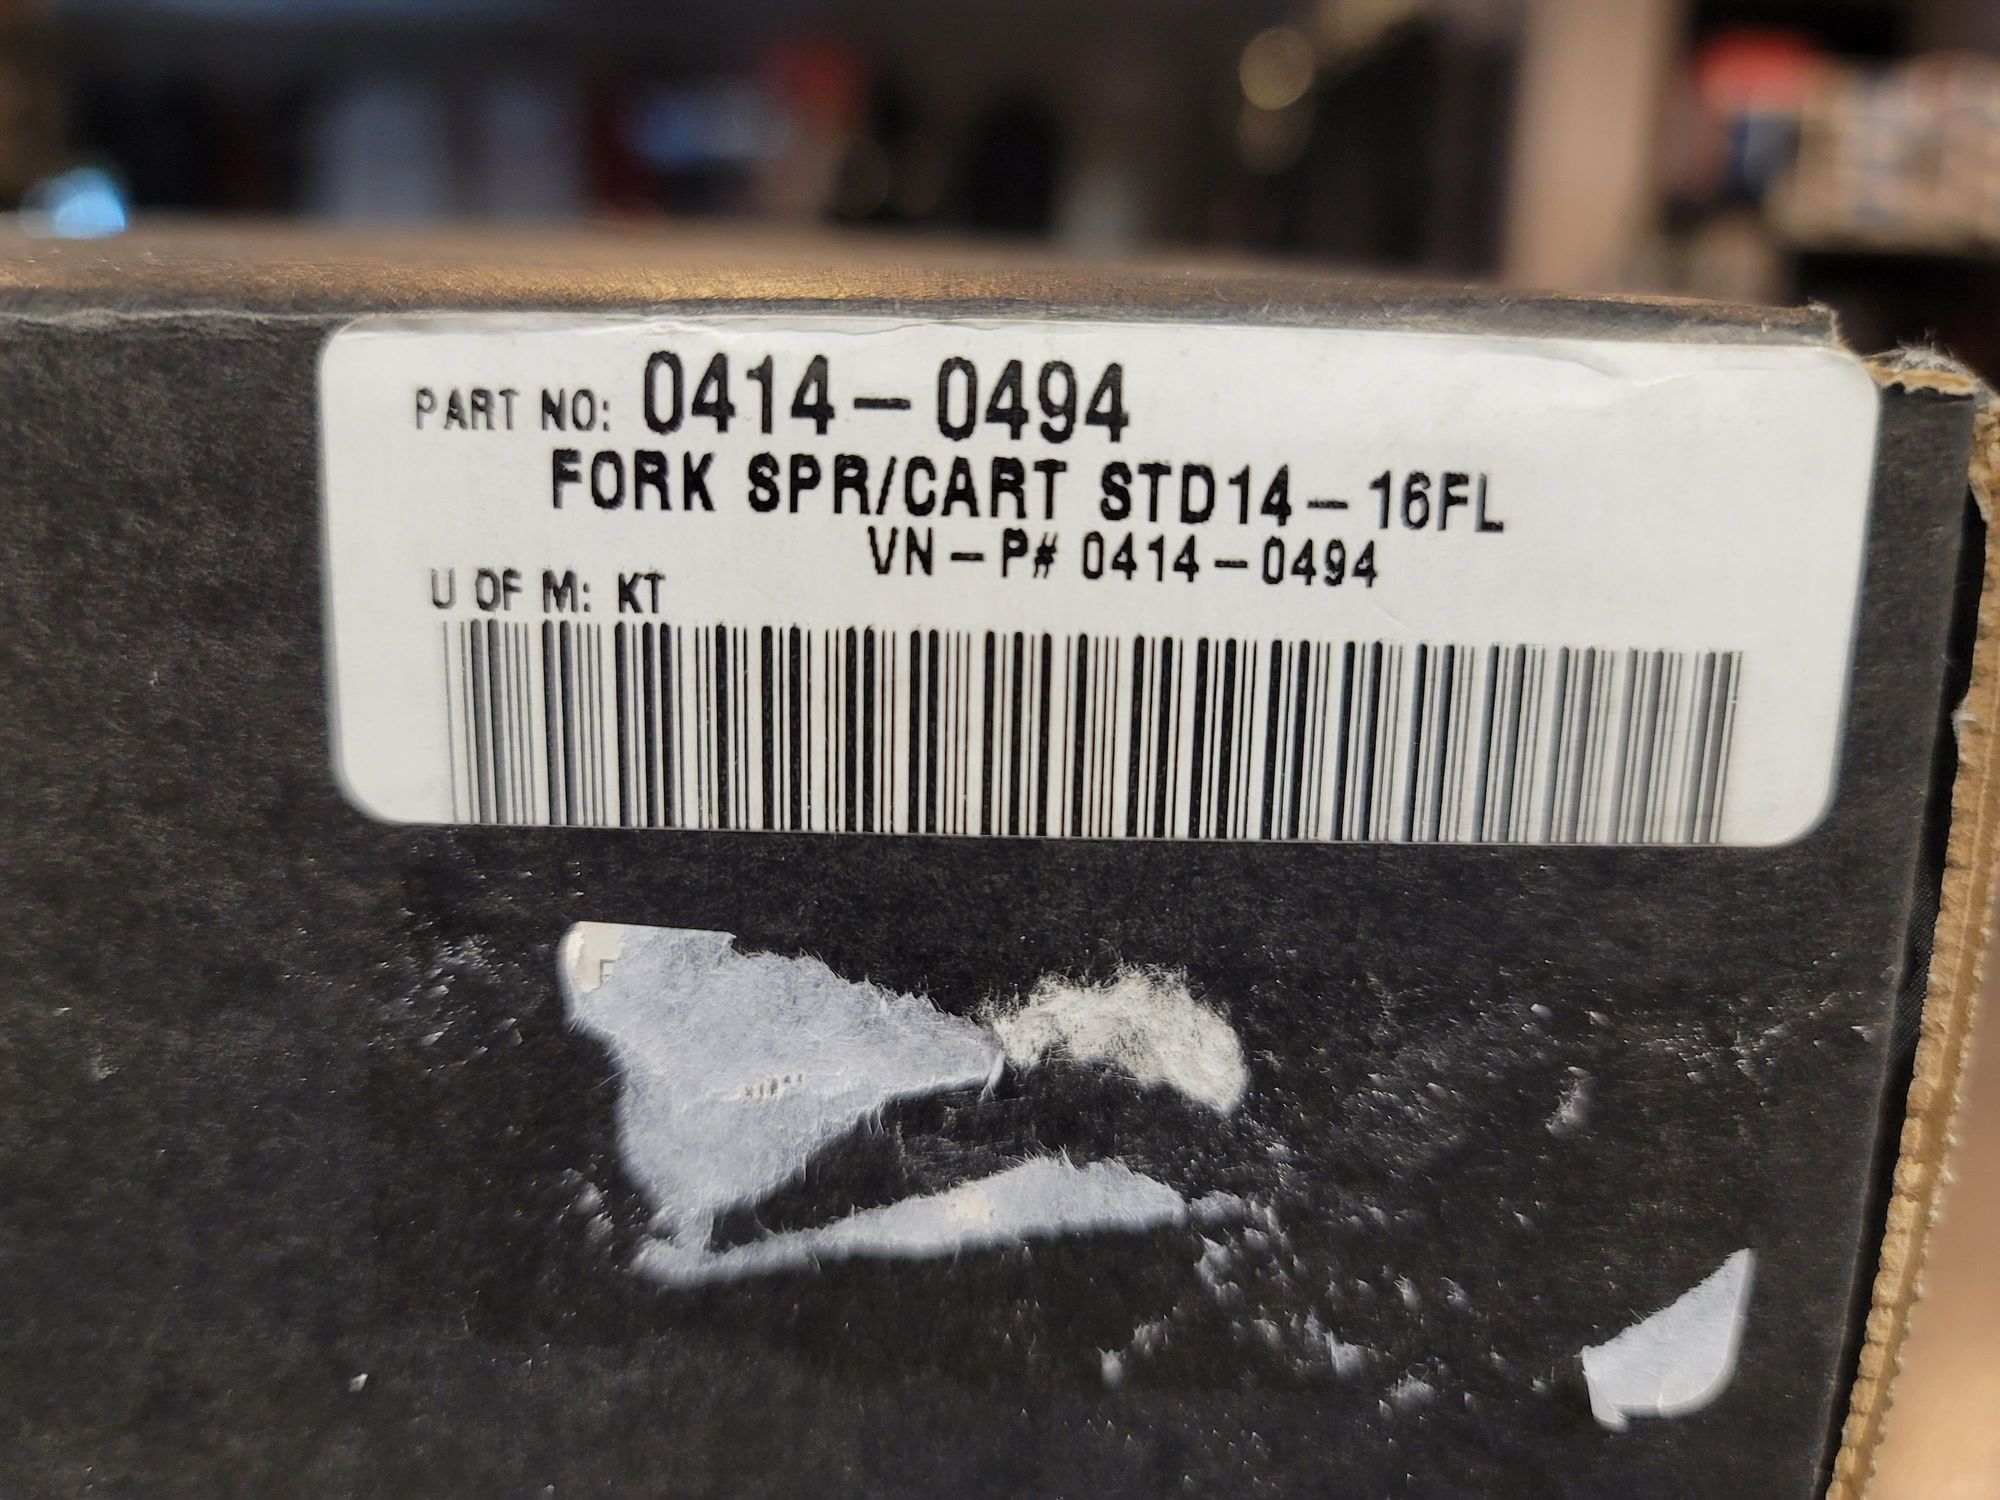 PART NO: 0414-0494
FORK SPR/CART STD14-16FL
VN-P# 0414-0494
U OF M: KT